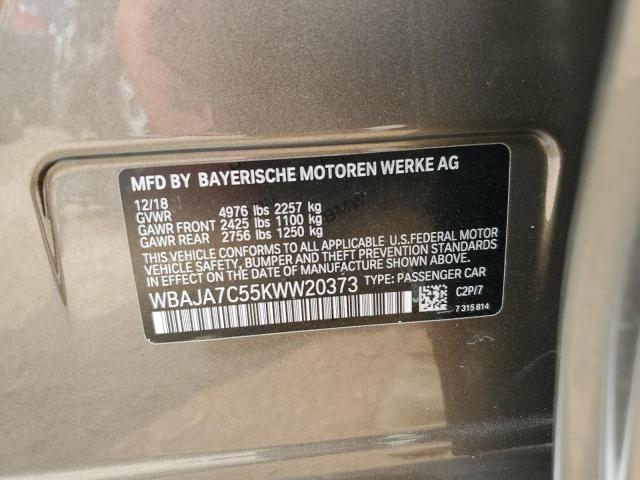 MFD BY BAYERISCHE MOTOREN WERKE AG
12/18
GVWR 4976 lbs 2257 kg
GAWR FRONT 2425 lbs 1100 kg
GAWR REAR 2756 lbs 1250 kg
THIS VEHICLE CONFORMS TO ALL APPLICABLE U.S.FEDERAL MOTOR
VEHICLE SAFETY, BUMPER AND THEFT PREVENTION
STANDARDS IN EFFECT ON THE DATE OF MANUFACTURE SHOWN ABOVE.
WBAJA7C55KWW20373 TYPE: PASSENGER CAR
C2P/7
7 315 814